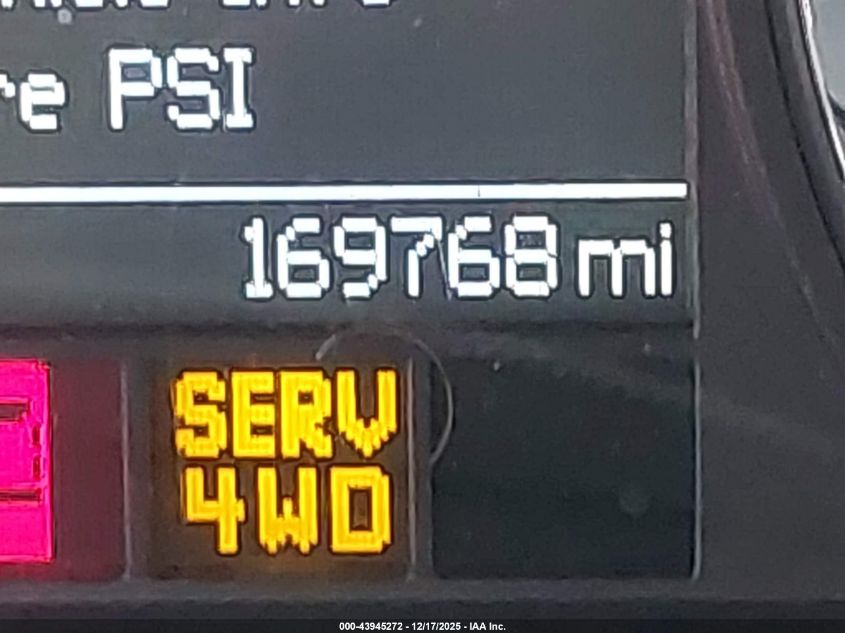 re PSI
169768 mi
SERV
4WD
000-43945272 - 12/17/2025 - IAA Inc.